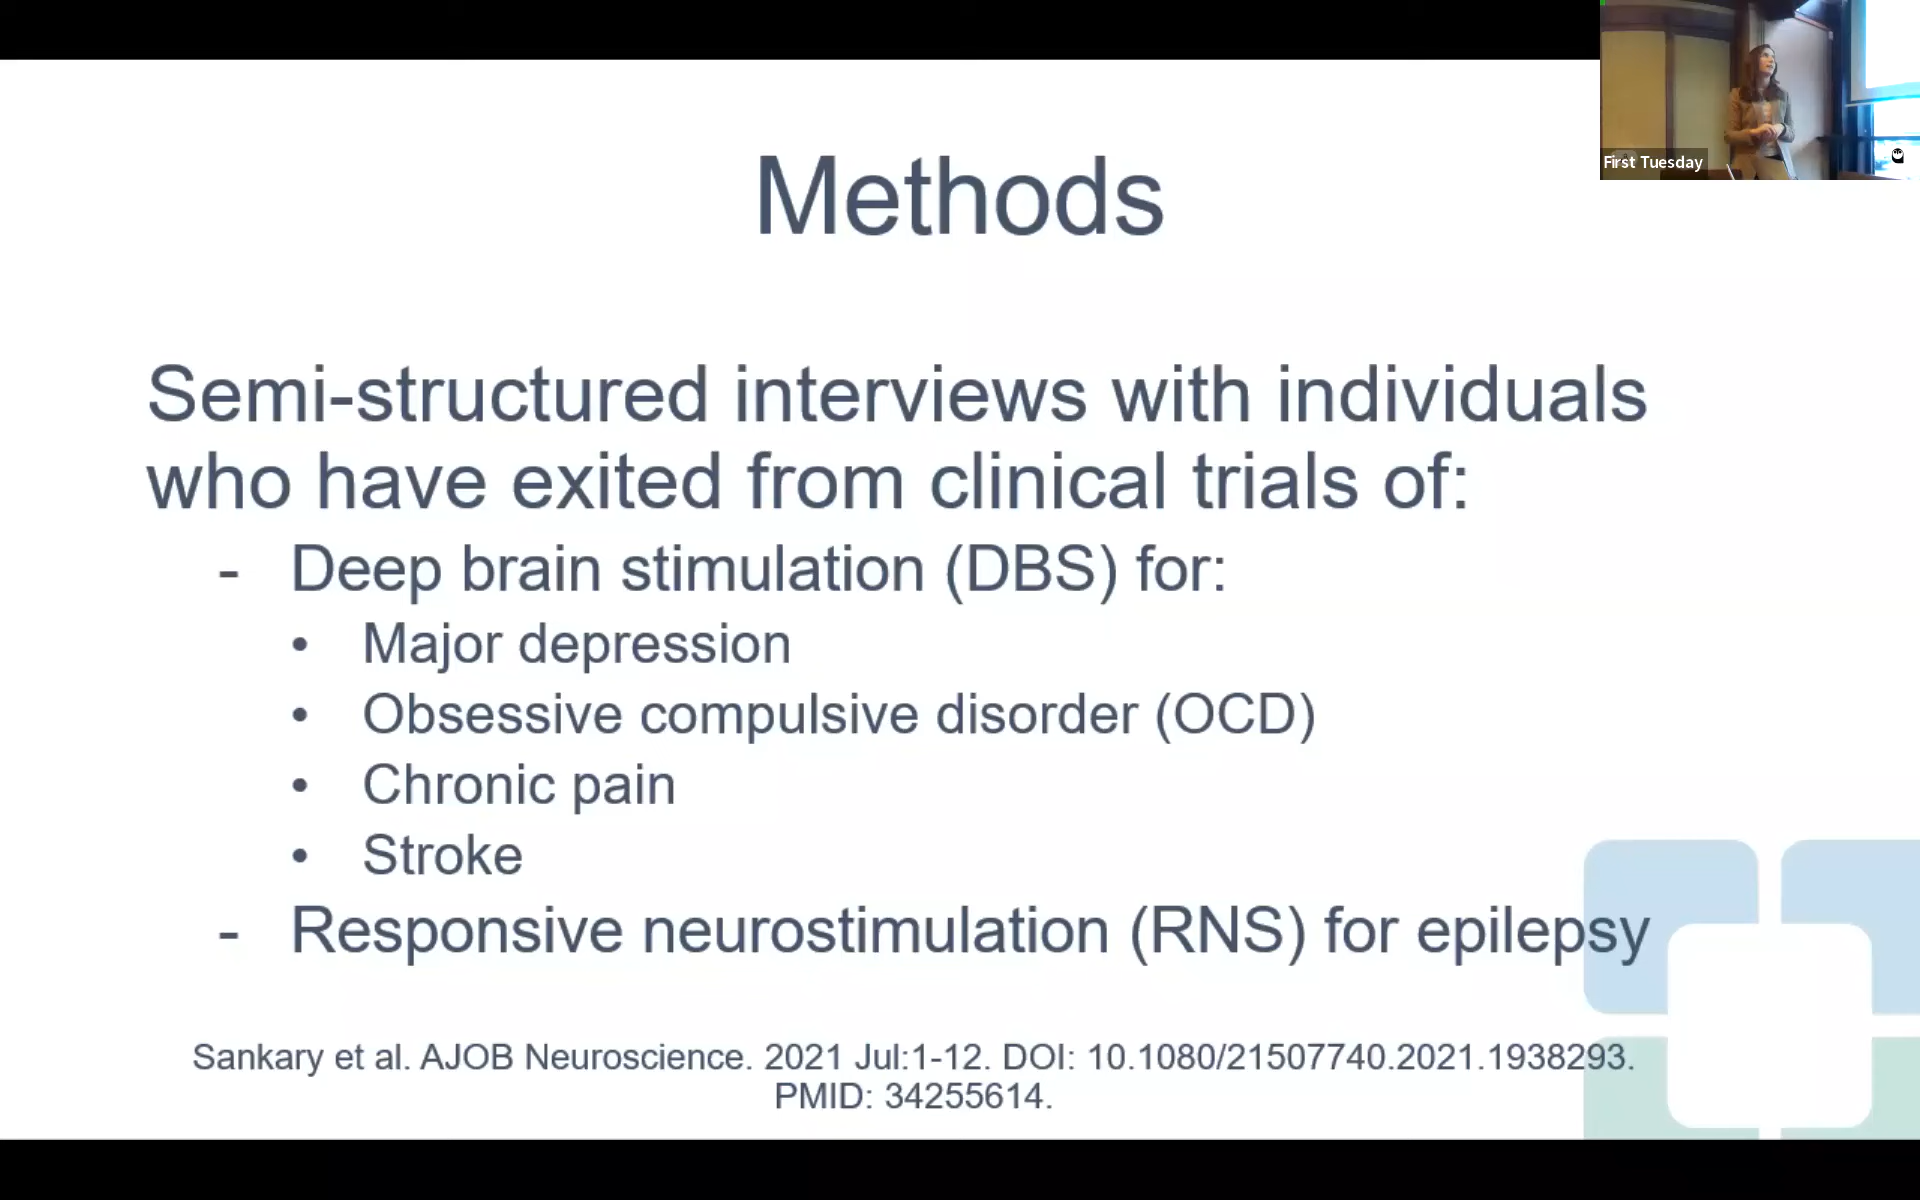 Methods
First Tuesday
Semi-structured interviews with individuals
who have exited from clinical trials of:
- Deep brain stimulation (DBS) for:
• Major depression
• Obsessive compulsive disorder (OCD)
• Chronic pain
• Stroke
- Responsive neurostimulation (RNS) for epilepsy
Sankary et al. AJOB Neuroscience. 2021 Jul:1-12. DOI: 10.1080/21507740.2021.1938293.
PMID: 34255614.